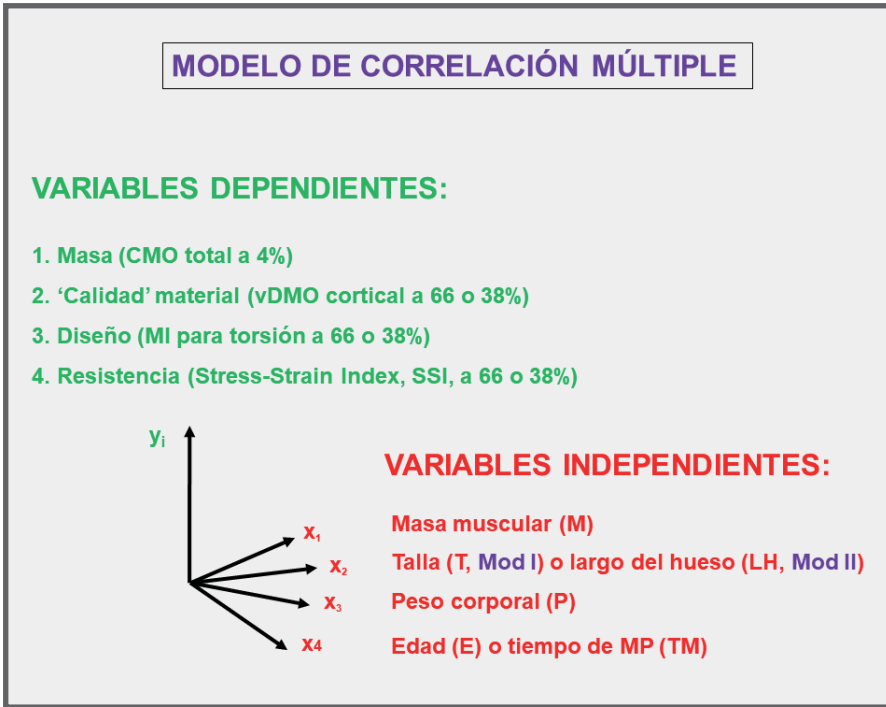 MODELO DE CORRELACIÓN MÚLTIPLE
VARIABLES DEPENDIENTES:
1. Masa (CMO total a 4%)
2. ‘Calidad’ material (vDMO cortical a 66 o 38%)
3. Diseño (MI para torsión a 66 o 38%)
4. Resistencia (Stress-Strain Index, SSI, a 66 o 38%)
yi
VARIABLES INDEPENDIENTES:
x1 Masa muscular (M)
x2 Talla (T, Mod I) o largo del hueso (LH, Mod II)
x3 Peso corporal (P)
x4 Edad (E) o tiempo de MP (TM)